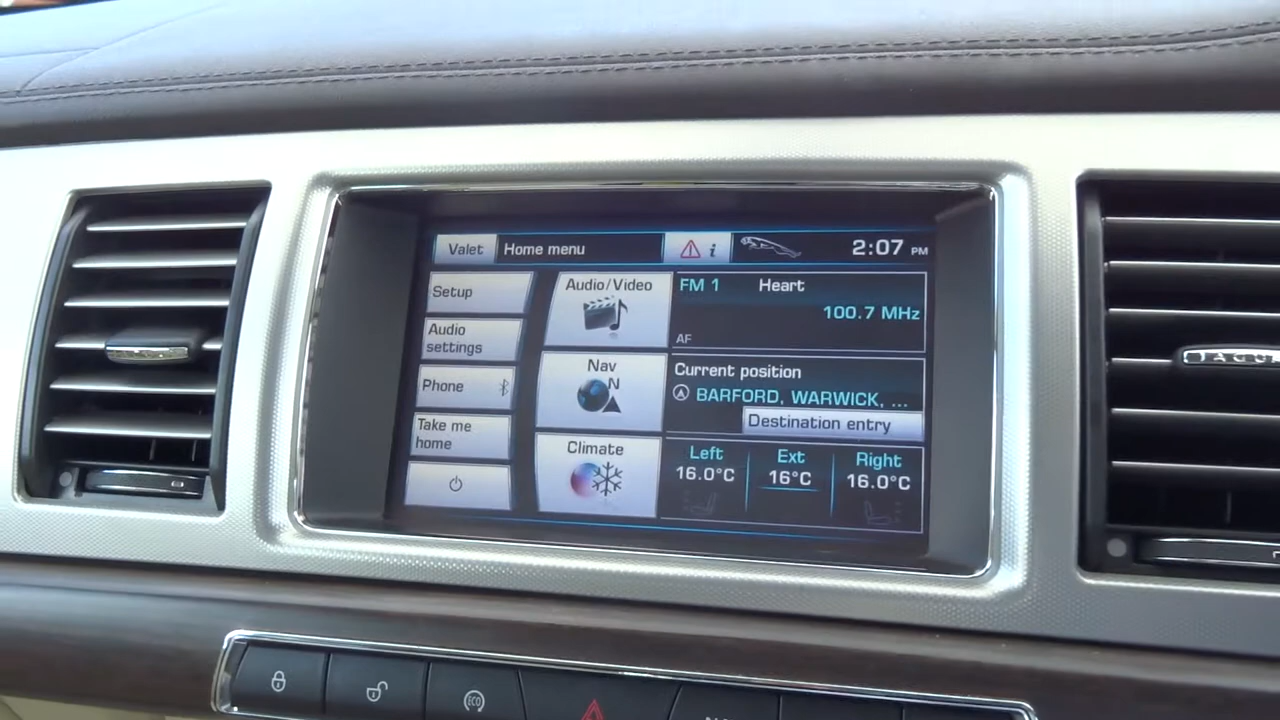 Valet Home menu i 2:07 PM
Setup
Audio settings
Phone
Take me home
Audio/Video
Nav
N
Climate
FM 1 Heart
100.7 MHz
AF
Current position
BARFORD, WARWICK, ...
Destination entry
Left Ext Right
16.0°C 16°C 16.0°C
ECO